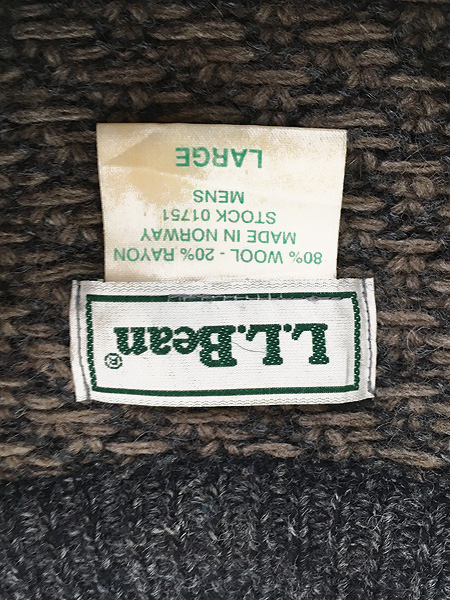 L.L.Bean®
80% WOOL - 20% RAYON
MADE IN NORWAY
STOCK 01751
MENS
LARGE